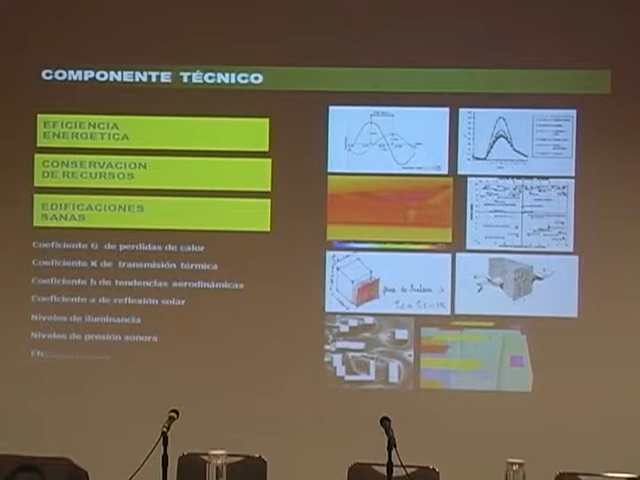 COMPONENTE TÉCNICO
EFICIENCIA
ENERGETICA
CONSERVACION
DE RECURSOS
EDIFICACIONES
SANAS
Coeficiente G de perdidas de calor
Coeficiente K de transmisión térmica
Coeficiente h de tendencias aerodinámicas
Coeficiente a de reflexión solar
Niveles de iluminancia
Niveles de presión sonora